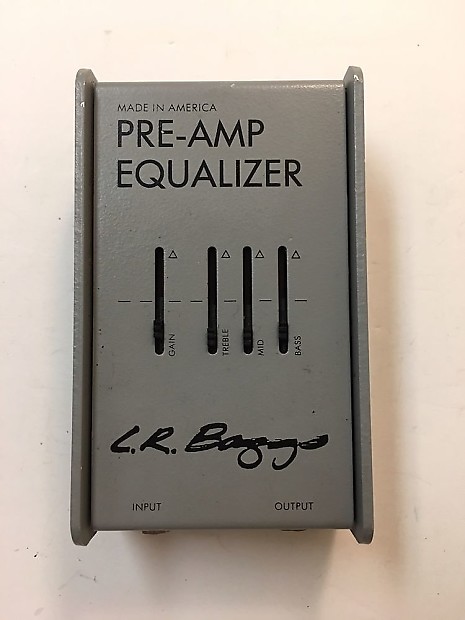 MADE IN AMERICA
PRE-AMP
EQUALIZER
GAIN
TREBLE
MID
BASS
L.R. Baggs
INPUT
OUTPUT